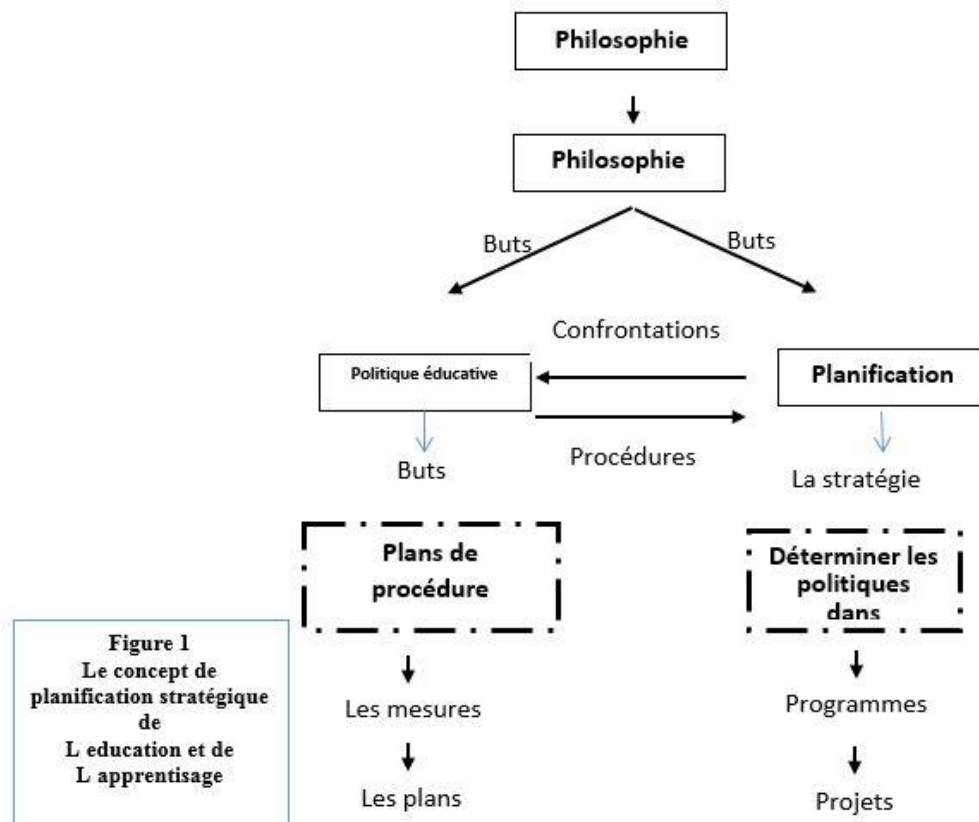 Philosophie
Philosophie
Buts
Buts
Confrontations
Politique éducative
Planification
Procédures
Buts
La stratégie
Plans de
procédure
Déterminer les
politiques
dans
Figure 1
Le concept de
planification stratégique
de
L education et de
L apprentisage
Les mesures
Programmes
Les plans
Projets